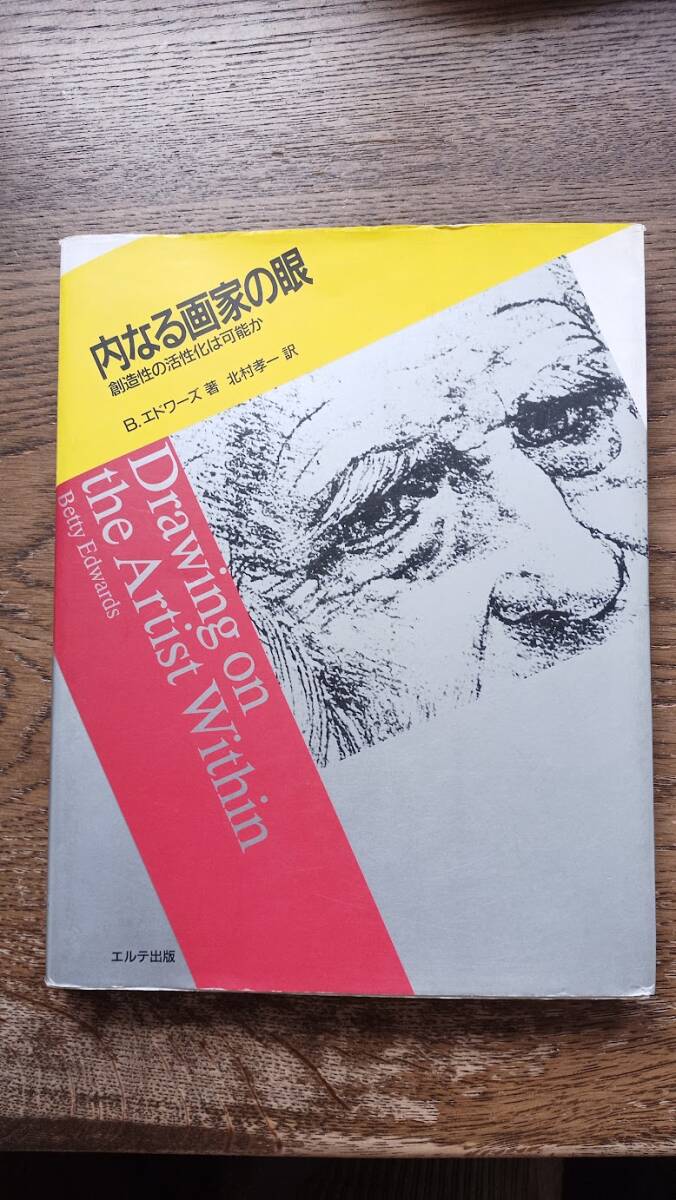 内なる画家の眼
創造性の活性化は可能か
B.エドワーズ 著 北村孝一 訳
Drawing on
the Artist Within
Betty Edwards
エルテ出版